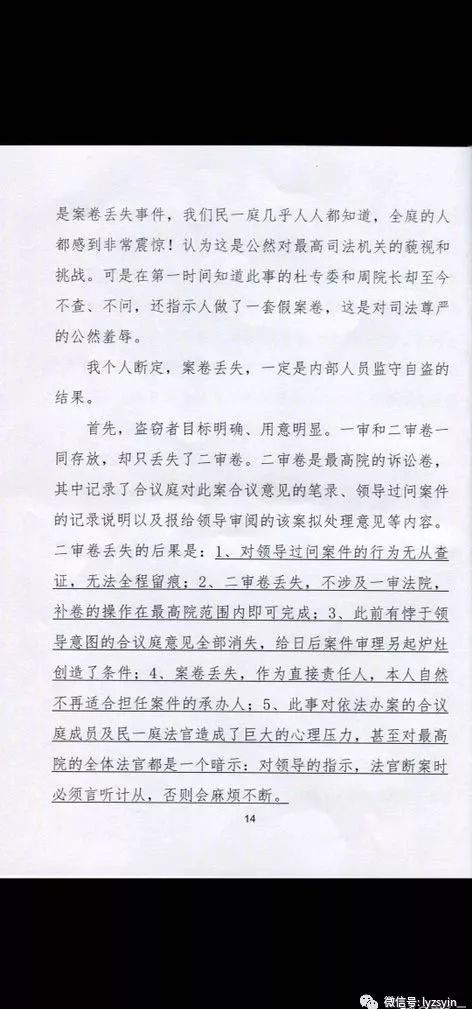 是案卷丢失事件，我们民一庭几乎人人都知道，全庭的人
都感到非常震惊！认为这是公然对最高司法机关的藐视和
挑战。可是在第一时间知道此事的杜专委和周院长却至今
不查、不问，还指示人做了一套假案卷，这是对司法尊严
的公然羞辱。
我个人断定，案卷丢失，一定是内部人员监守自盗的
结果。
首先，盗窃者目标明确、用意明显。一审和二审卷一
同存放，却只丢失了二审卷。二审卷是最高院的诉讼卷，
其中记录了合议庭对此案合议意见的笔录、领导过问案件
的记录说明以及报给领导审阅的该案拟处理意见等内容。
二审卷丢失的后果是：1、对领导过问案件的行为无从查
证，无法全程留痕；2、二审卷丢失，不涉及一审法院，
补卷的操作在最高院范围内即可完成；3、此前有悖于领
导意图的合议庭意见全部消失，给日后案件审理另起炉灶
创造了条件；4、案卷丢失，作为直接责任人，本人自然
不再适合担任案件的承办人；5、此事对依法办案的合议
庭成员及民一庭法官造成了巨大的心理压力，甚至对最高
院的全体法官都是一个暗示：对领导的指示，法官断案时
必须言听计从，否则会麻烦不断。
14
微信号: lyzsyin__